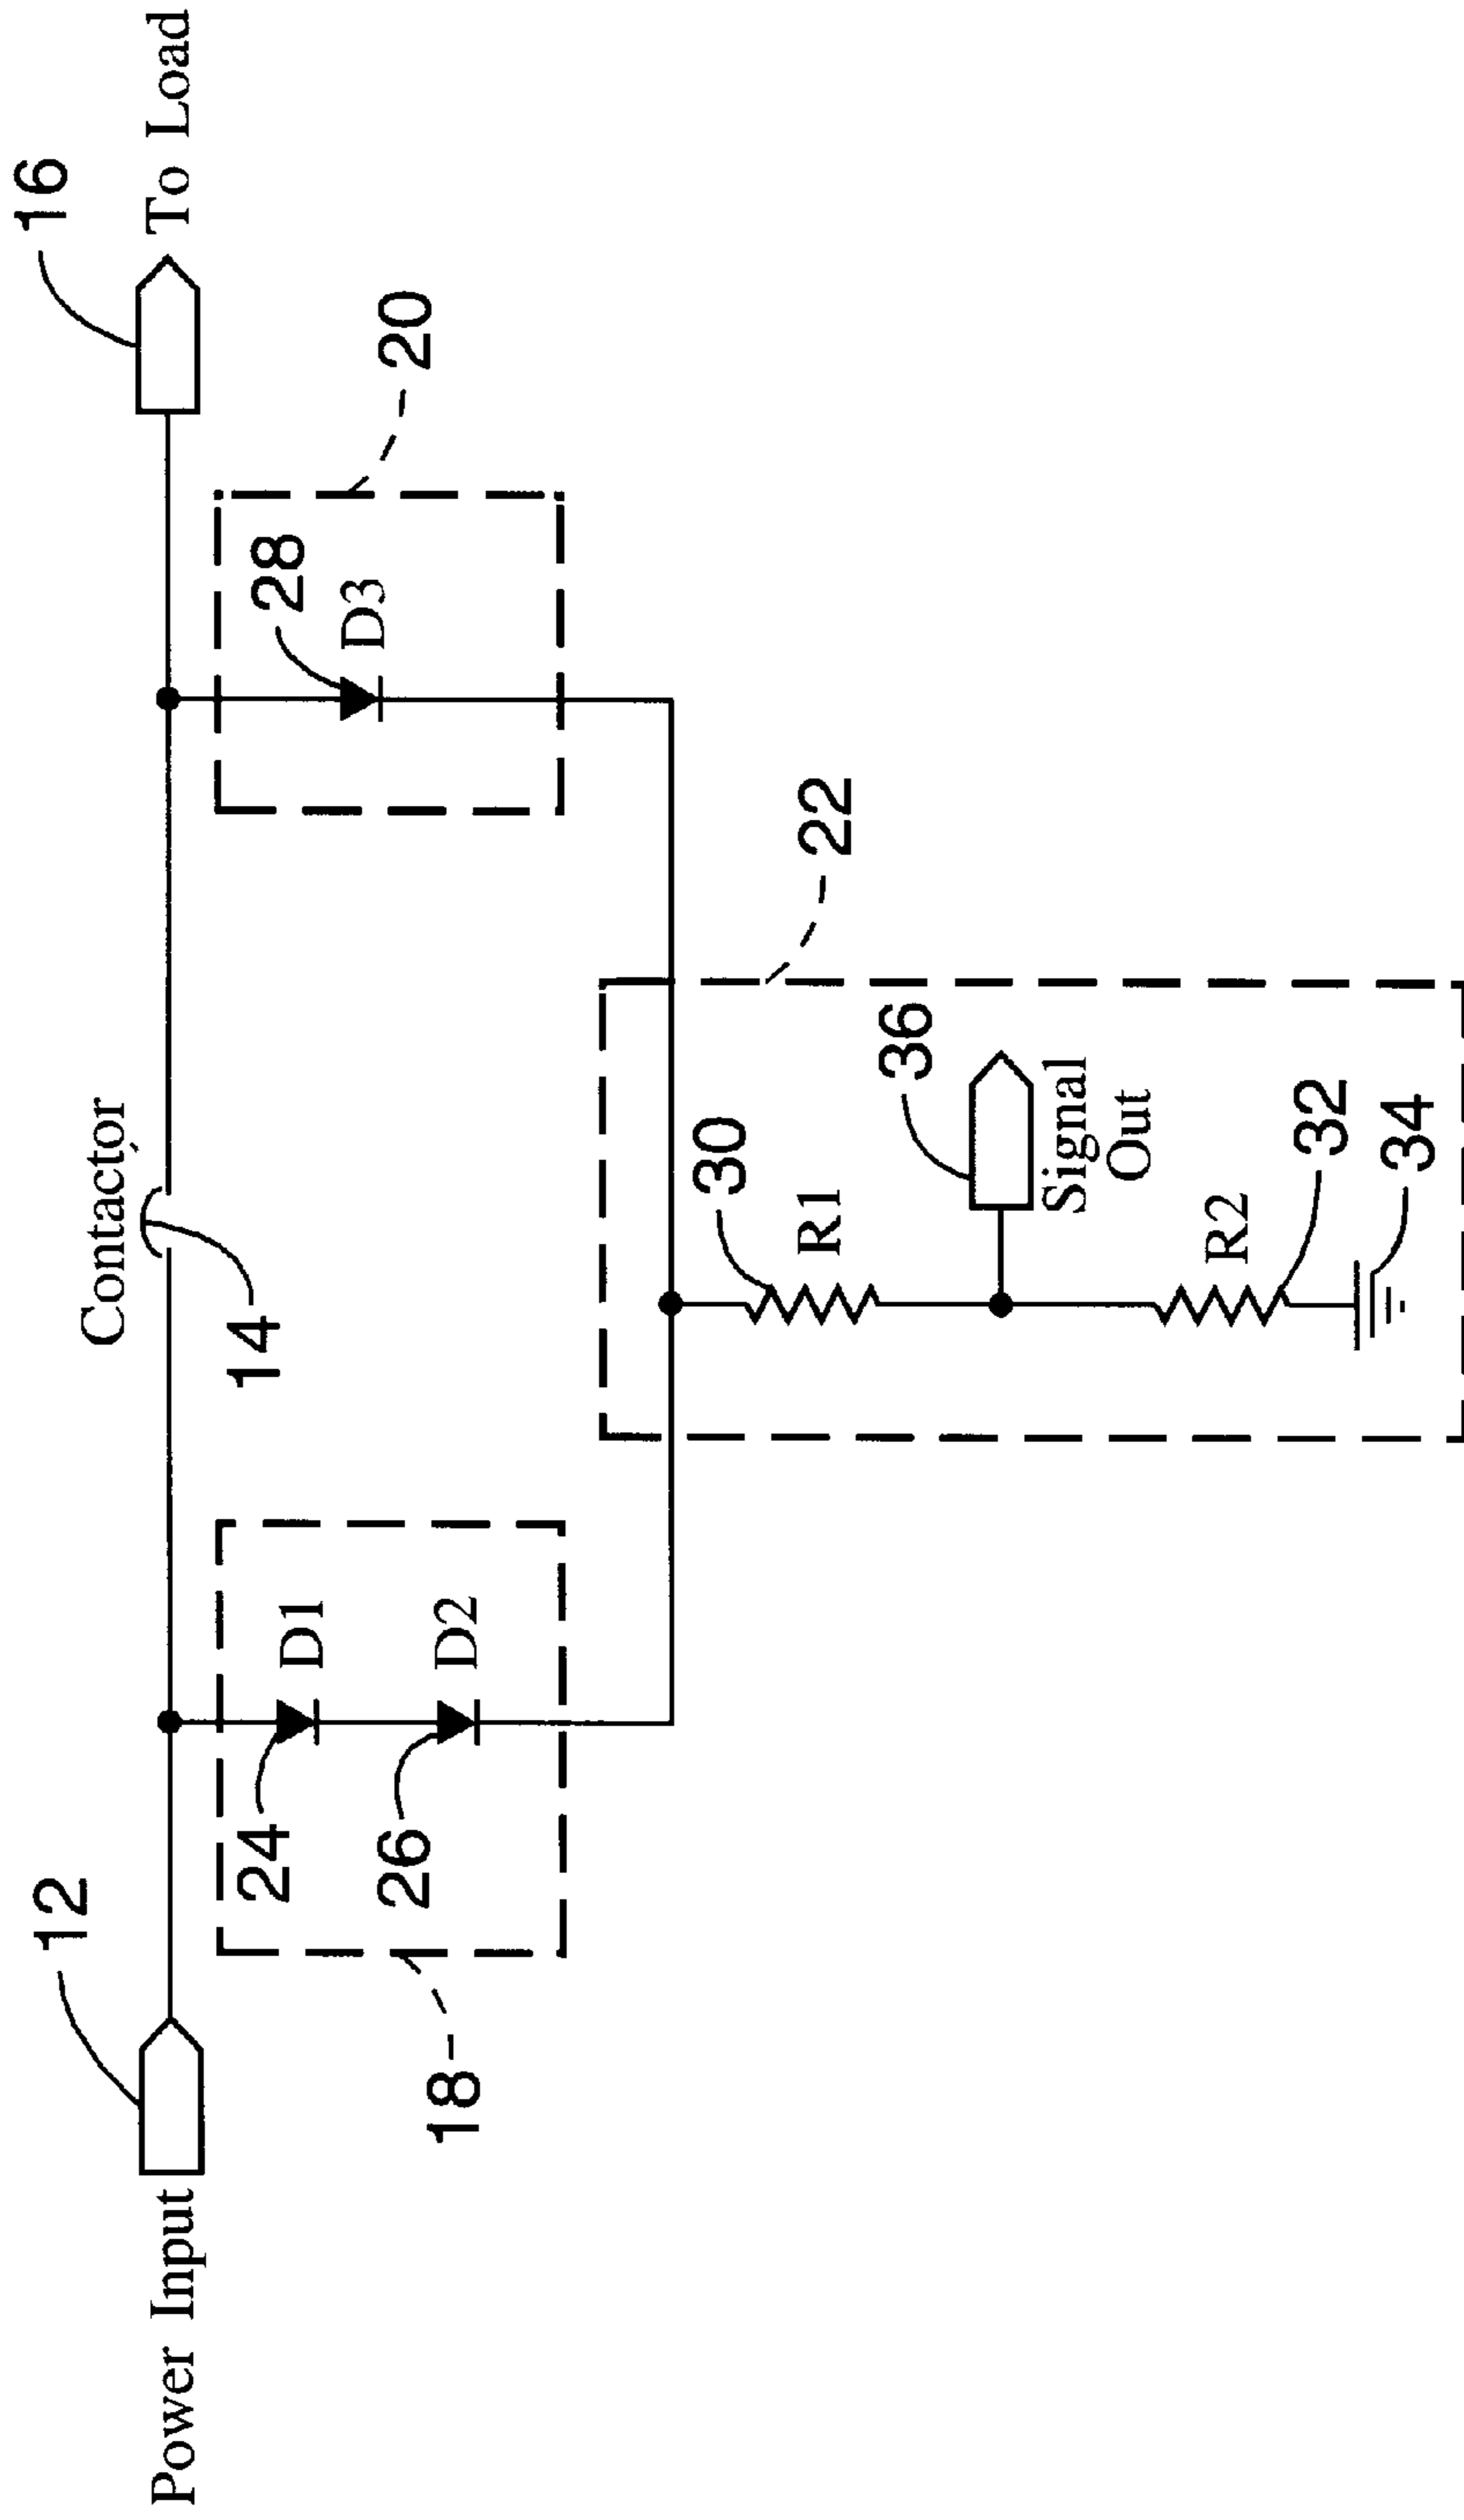 Power Input
12
Contactor
14
16
To Load
18
24
D1
26
D2
28
D3
20
22
30
R1
36
Signal
Out
R2
32
34